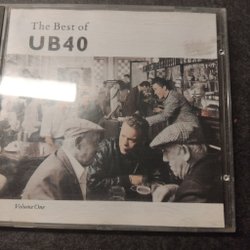 The Best of
UB40
Volume One